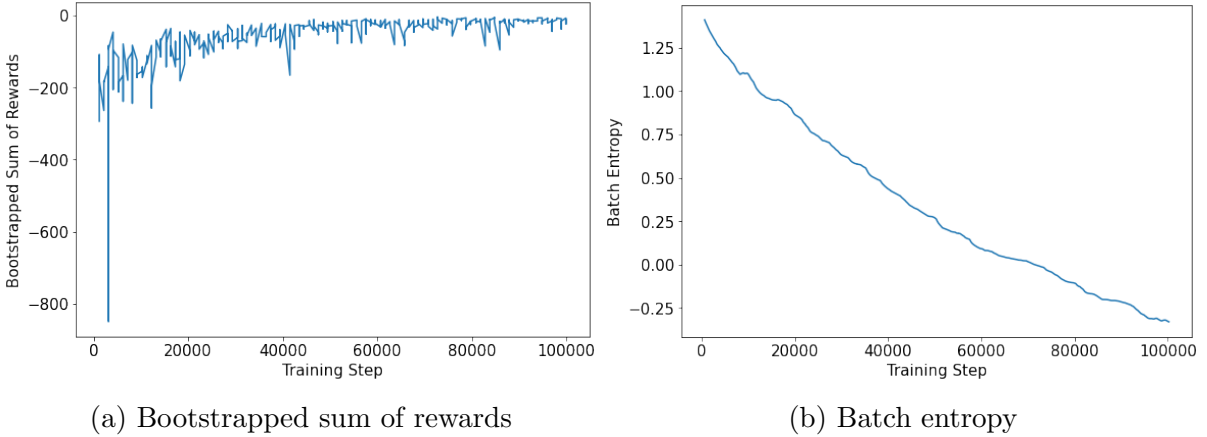 0
−200
−400
−600
−800
Bootstrapped Sum of Rewards
0 20000 40000 60000 80000 100000
Training Step
(a) Bootstrapped sum of rewards
1.25
1.00
0.75
0.50
0.25
0.00
−0.25
Batch Entropy
0 20000 40000 60000 80000 100000
Training Step
(b) Batch entropy